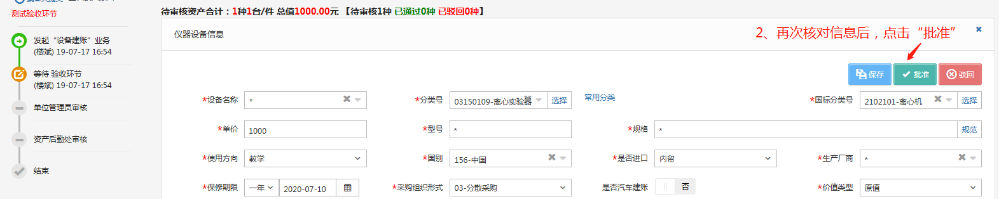 测试验收环节
发起“设备建账”业务
(楼斌) 19-07-17 16:54
等待 验收环节
(楼斌) 19-07-17 16:54
单位管理员审核
资产后勤处审核
结束
待审核资产合计：1种1台/件 总值1000.00元 【待审核1种 已通过0种 已驳回0种】
仪器设备信息
2、再次核对信息后，点击“批准”
保存 批准 驳回
*设备名称 * *分类号 03150109-离心实验器 选择 常用分类 *国标分类号 2102101-离心机 选择
*单价 1000 *型号 * *规格 * 规范
*使用方向 教学 *国别 156-中国 *是否进口 内贸 *生产厂商 *
*保修期限 一年 2020-07-10 *采购组织形式 03-分散采购 是否汽车建账 否 *价值类型 原值